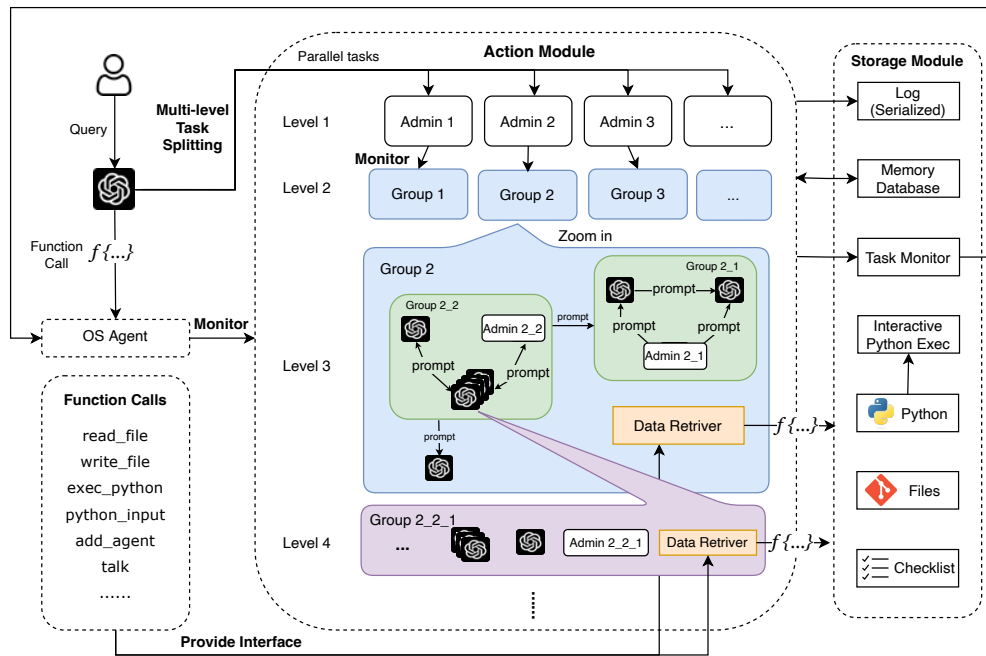 Action Module
Parallel tasks
Storage Module
Query
Multi-level
Task
Splitting
Level 1
Admin 1
Admin 2
Admin 3
...
Log
(Serialized)
Monitor
Level 2
Group 1
Group 2
Group 3
...
Memory
Database
Function
Call
f{...}
Zoom in
Group 2
Task Monitor
OS Agent
Monitor
Level 3
Group 2_2
Admin 2_2
prompt
prompt
prompt
prompt
Group 2_1
prompt
prompt
prompt
Admin 2_1
Interactive
Python Exec
Python
Data Retriver
f{...}
Function Calls
read_file
write_file
exec_python
python_input
add_agent
talk
......
Files
Level 4
Group 2_2_1
...
Admin 2_2_1
Data Retriver
f{...}
Checklist
Provide Interface